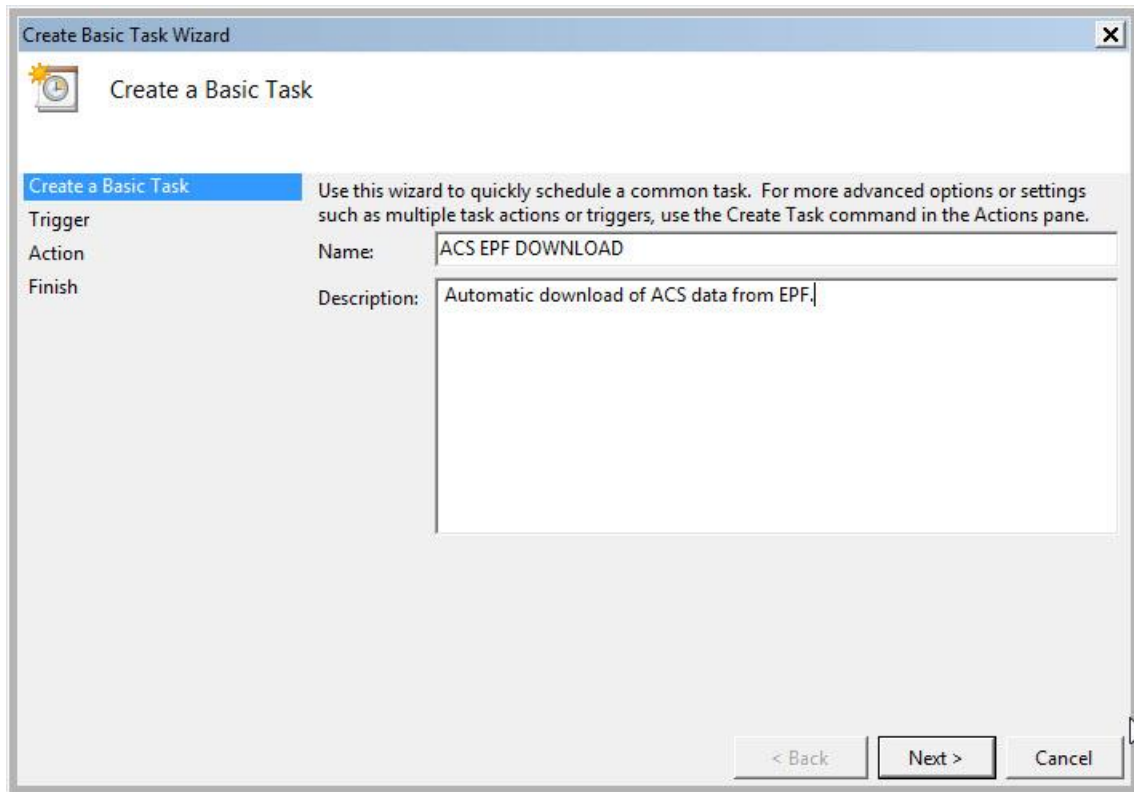 Create Basic Task Wizard
Create a Basic Task
Create a Basic Task
Trigger
Action
Finish
Use this wizard to quickly schedule a common task.  For more advanced options or settings
such as multiple task actions or triggers, use the Create Task command in the Actions pane.
Name:
ACS EPF DOWNLOAD
Description:
Automatic download of ACS data from EPF.
< Back
Next >
Cancel